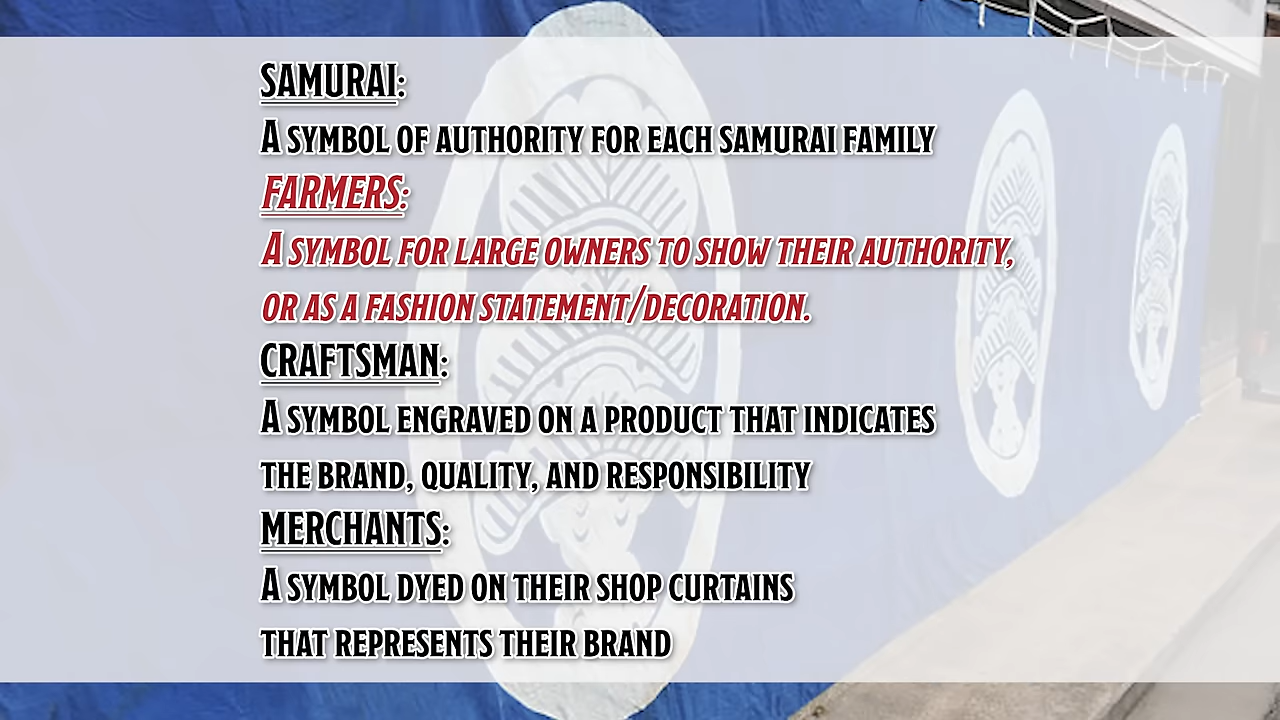 SAMURAI:
A SYMBOL OF AUTHORITY FOR EACH SAMURAI FAMILY
FARMERS:
A SYMBOL FOR LARGE OWNERS TO SHOW THEIR AUTHORITY,
OR AS A FASHION STATEMENT/DECORATION.
CRAFTSMAN:
A SYMBOL ENGRAVED ON A PRODUCT THAT INDICATES
THE BRAND, QUALITY, AND RESPONSIBILITY
MERCHANTS:
A SYMBOL DYED ON THEIR SHOP CURTAINS
THAT REPRESENTS THEIR BRAND